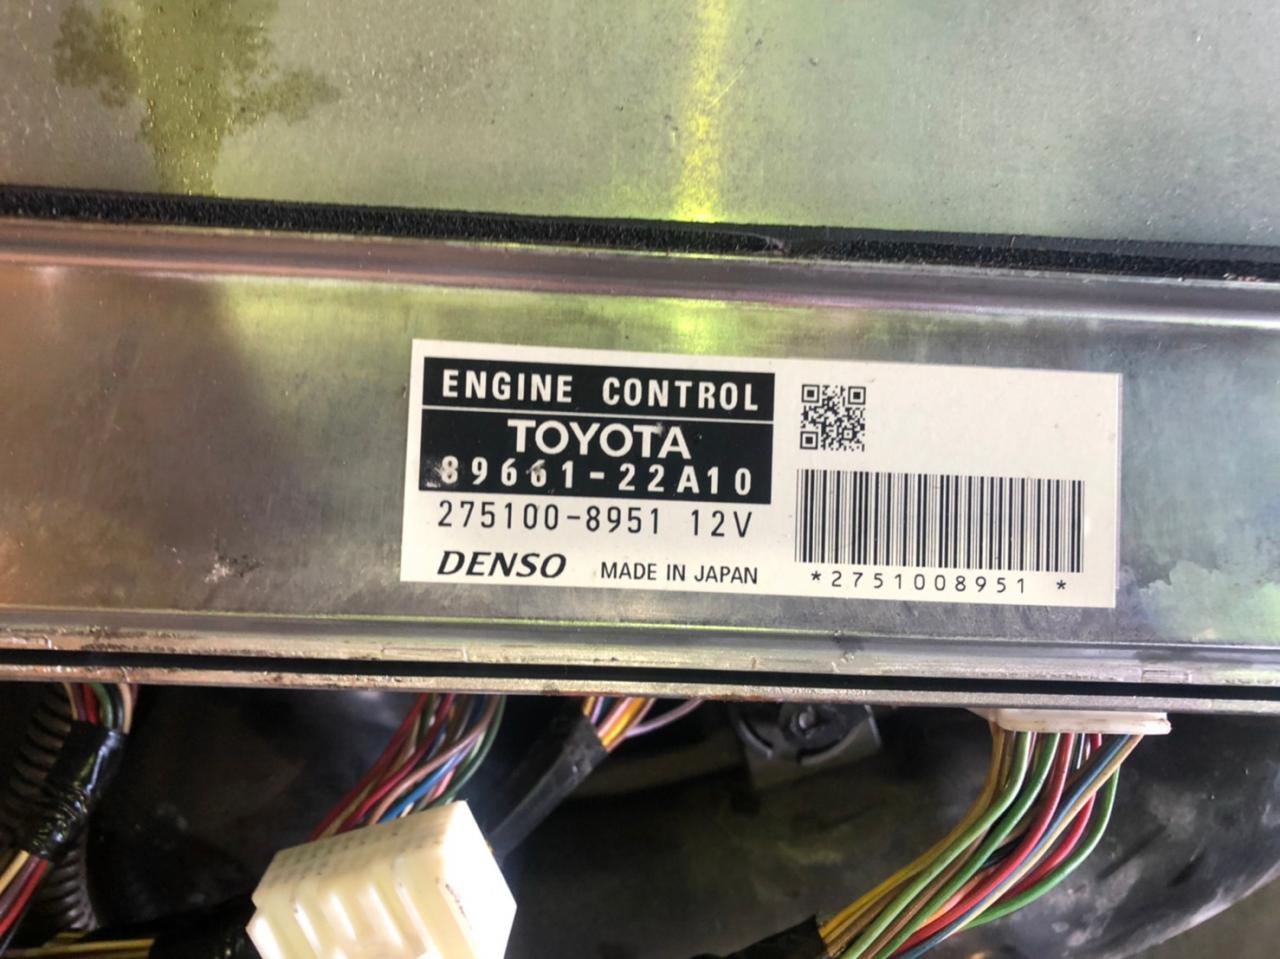 ENGINE CONTROL
TOYOTA
89661-22A10
275100-8951 12V
DENSO MADE IN JAPAN
*2751008951 *